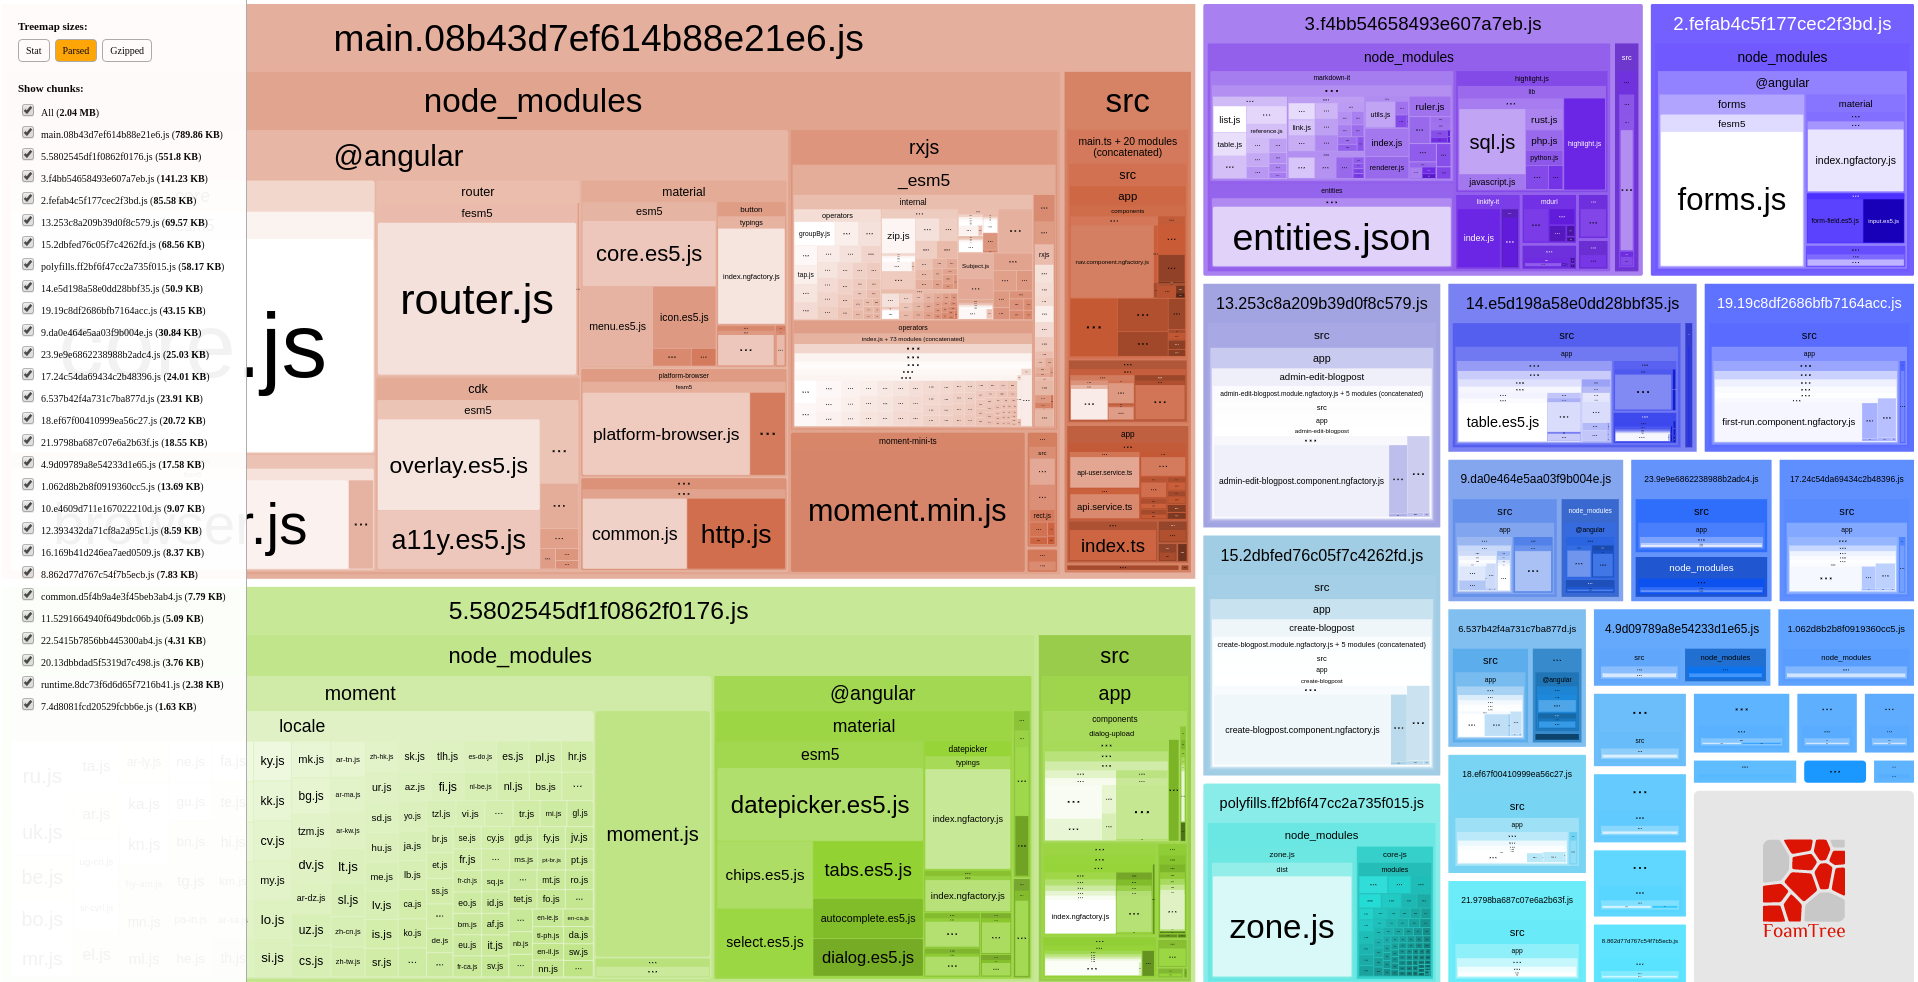 Treemap sizes:
Stat Parsed Gzipped
Show chunks:
All (2.04 MB)
main.08b43d7ef614b88e21e6.js (789.86 KB)
5.5802545df1f0862f0176.js (551.8 KB)
3.f4bb54658493e607a7eb.js (141.23 KB)
2.fefab4c5f177cec2f3bd.js (85.58 KB)
13.253c8a209b39d0f8c579.js (69.57 KB)
15.2dbfed76c05f7c4262fd.js (68.56 KB)
polyfills.ff2bf6f47cc2a735f015.js (58.17 KB)
14.e5d198a58e0dd28bbf35.js (50.9 KB)
19.19c8df2686bfb7164acc.js (43.15 KB)
9.da0e464e5aa03f9b004e.js (30.84 KB)
23.9e9e6862238988b2adc4.js (25.03 KB)
17.24c54da69434c2b48396.js (24.01 KB)
6.537b42f4a731c7ba877d.js (23.91 KB)
18.ef67f00410999ea56c27.js (20.72 KB)
21.9798ba687c07e6a2b63f.js (18.55 KB)
4.9d09789a8e54233d1e65.js (17.58 KB)
1.062d8b2b8f0919360cc5.js (13.69 KB)
10.e4609d711e167022210d.js (9.07 KB)
12.393432da71cf8a2a95c1.js (8.59 KB)
16.169b41d246ea7aed0509.js (8.37 KB)
8.862d77d767c54f7b5ecb.js (7.83 KB)
common.d5f4b9a4e3f45beb3ab4.js (7.79 KB)
11.5291664940f649bdc06b.js (5.09 KB)
22.5415b7856bb445300ab4.js (4.31 KB)
20.13dbbdad5f5319d7c498.js (3.76 KB)
runtime.8dc73f6d6d65f7216b41.js (2.38 KB)
7.4d8081fcd20529fcbb6e.js (1.63 KB)
main.08b43d7ef614b88e21e6.js
node_modules
@angular
core.js
browser.js
router
fesm5
router.js
cdk
esm5
overlay.es5.js
a11y.es5.js
material
esm5
core.es5.js
menu.es5.js
icon.es5.js
button
typings
index.ngfactory.js
platform-browser
fesm5
platform-browser.js
common.js
http.js
rxjs
_esm5
internal
operators
groupBy.js
tap.js
zip.js
Subject.js
rxjs
operators
index.js + 73 modules (concatenated)
moment-mini-ts
moment.min.js
src
rect.js
src
main.ts + 20 modules
(concatenated)
src
app
components
nav.component.ngfactory.js
app
api-user.service.ts
api.service.ts
index.ts
5.5802545df1f0862f0176.js
node_modules
moment
locale
ky.js mk.js ar-tn.js zh-hk.js sk.js tlh.js es-do.js es.js pl.js hr.js
kk.js bg.js ar-ma.js ur.js az.js fi.js nl-be.js nl.js bs.js
cv.js tzm.js ar-kw.js sd.js yo.js tzl.js vi.js tr.js mi.js gl.js
my.js dv.js lt.js hu.js ja.js br.js se.js cy.js gd.js fy.js jv.js
lo.js ar-dz.js sl.js me.js lb.js et.js fr.js ms.js pt-br.js pt.js
uz.js zh-cn.js lv.js ca.js ss.js fr-ch.js sq.js mt.js ro.js
si.js cs.js zh-tw.js is.js ko.js eo.js id.js tet.js fo.js
sr.js de.js bm.js af.js en-ie.js en-ca.js
eu.js it.js nb.js tl-ph.js da.js
fr-ca.js sv.js en-il.js sw.js
nn.js
ru.js
uk.js
be.js
bo.js
mr.js
moment.js
@angular
material
esm5
datepicker.es5.js
chips.es5.js
tabs.es5.js
select.es5.js
autocomplete.es5.js
dialog.es5.js
datepicker
typings
index.ngfactory.js
index.ngfactory.js
src
app
components
dialog-upload
index.ngfactory.js
3.f4bb54658493e607a7eb.js
node_modules
markdown-it
list.js
table.js
reference.js
link.js
utils.js
index.js
renderer.js
ruler.js
highlight.js
lib
sql.js
rust.js
php.js
python.js
javascript.js
highlight.js
entities
entities.json
linkify-it
index.js
mdurl
src
2.fefab4c5f177cec2f3bd.js
node_modules
@angular
forms
fesm5
forms.js
material
index.ngfactory.js
form-field.es5.js
input.es5.js
13.253c8a209b39d0f8c579.js
src
app
admin-edit-blogpost
admin-edit-blogpost.module.ngfactory.js + 5 modules (concatenated)
src
app
admin-edit-blogpost
admin-edit-blogpost.component.ngfactory.js
14.e5d198a58e0dd28bbf35.js
src
app
table.es5.js
19.19c8df2686bfb7164acc.js
src
app
first-run.component.ngfactory.js
15.2dbfed76c05f7c4262fd.js
src
app
create-blogpost
create-blogpost.module.ngfactory.js + 5 modules (concatenated)
src
app
create-blogpost
create-blogpost.component.ngfactory.js
9.da0e464e5aa03f9b004e.js
src
app
node_modules
@angular
23.9e9e6862238988b2adc4.js
src
app
node_modules
17.24c54da69434c2b48396.js
src
app
6.537b42f4a731c7ba877d.js
src
app
@angular
4.9d09789a8e54233d1e65.js
src
node_modules
1.062d8b2b8f0919360cc5.js
node_modules
src
polyfills.ff2bf6f47cc2a735f015.js
node_modules
zone.js
dist
zone.js
core-js
modules
18.ef67f00410999ea56c27.js
src
app
21.9798ba687c07e6a2b63f.js
src
app
8.862d77d767c54f7b5ecb.js
FoamTree